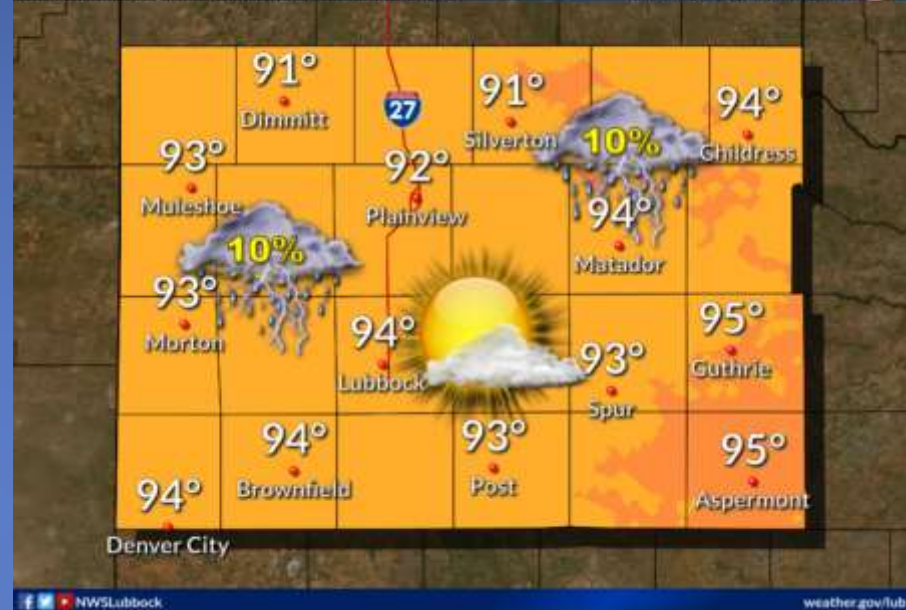 91°
Dimmitt
27
91°
Silverton
10%
94°
Childress
93°
Muleshoe
92°
Plainview
94°
Matador
10%
93°
Morton
94°
Lubbock
93°
Spur
95°
Guthrie
94°
Brownfield
93°
Post
95°
Aspermont
94°
Denver City
NWSLubbock
weather.gov/lub